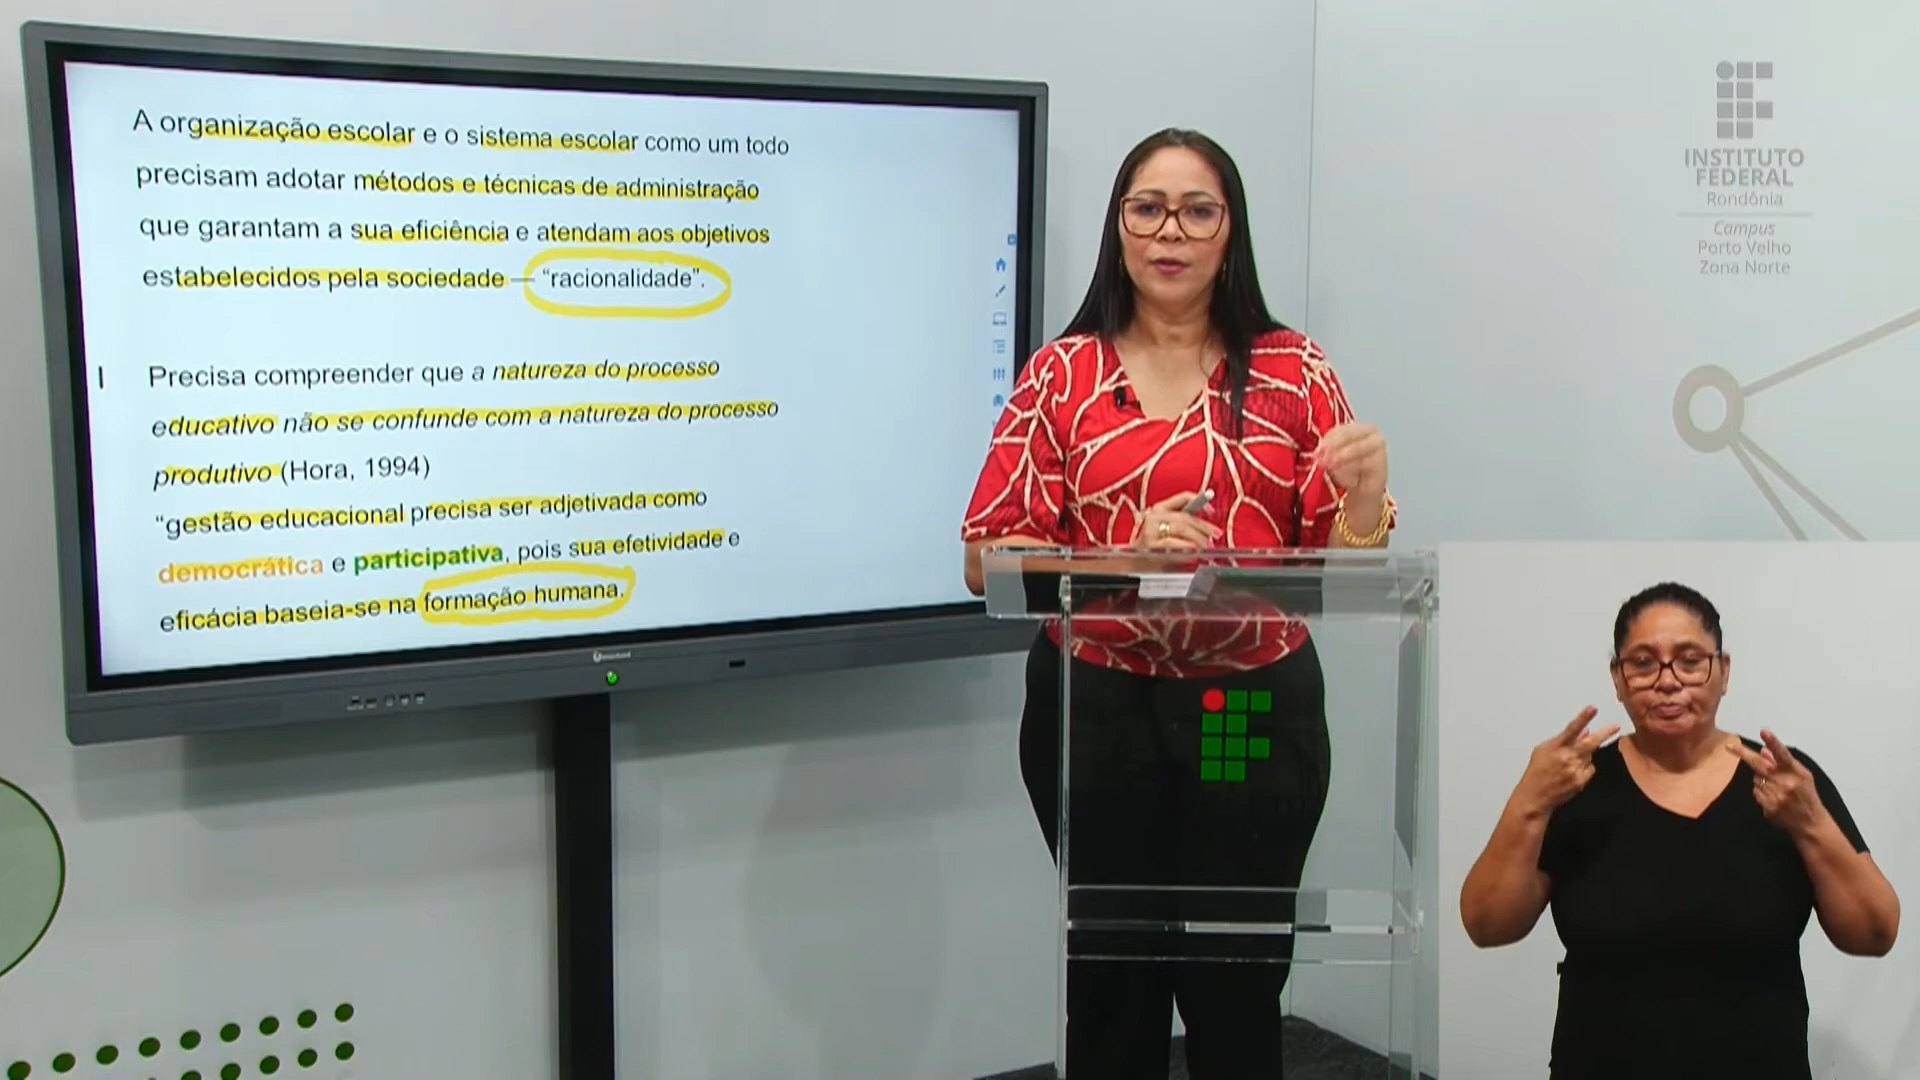 A organização escolar e o sistema escolar como um todo
precisam adotar métodos e técnicas de administração
que garantam a sua eficiência e atendam aos objetivos
estabelecidos pela sociedade — “racionalidade”.
Precisa compreender que a natureza do processo
educativo não se confunde com a natureza do processo
produtivo (Hora, 1994)
“gestão educacional precisa ser adjetivada como
democrática e participativa, pois sua efetividade e
eficácia baseia-se na formação humana.
INSTITUTO
FEDERAL
Rondônia
Campus
Porto Velho
Zona Norte